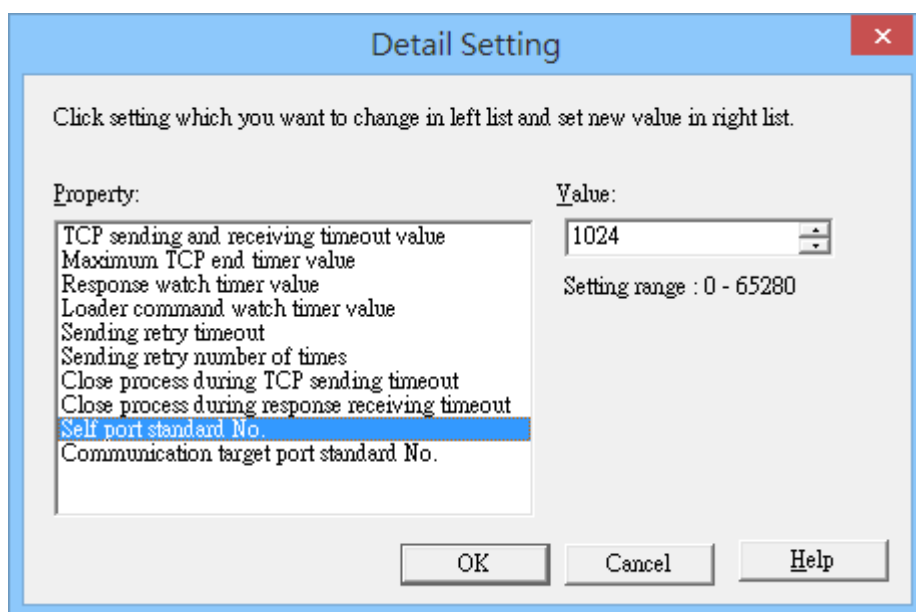 Detail Setting
Click setting which you want to change in left list and set new value in right list.
Property:
TCP sending and receiving timeout value
Maximum TCP end timer value
Response watch timer value
Loader command watch timer value
Sending retry timeout
Sending retry number of times
Close process during TCP sending timeout
Close process during response receiving timeout
Self port standard No.
Communication target port standard No.
Value:
1024
Setting range : 0 - 65280
OK
Cancel
Help